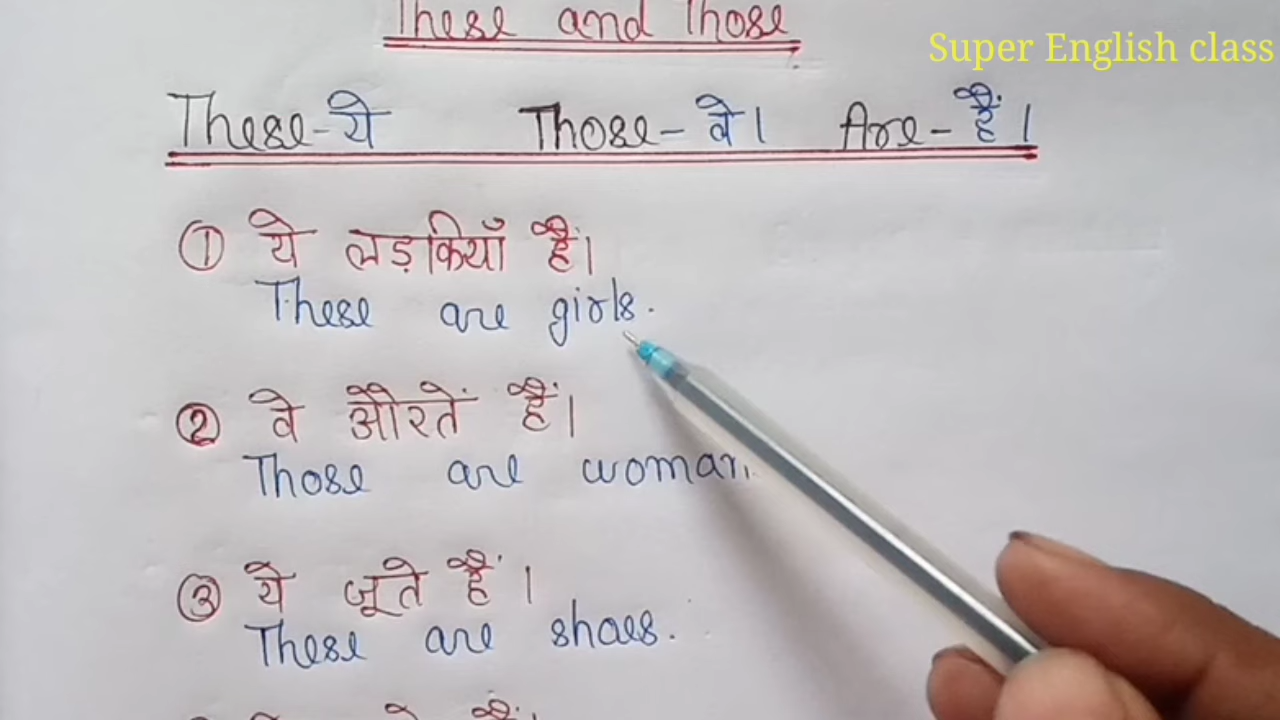 These and Those
Super English class
These-ये Those-वे। Are-हैं।
① ये लड़कियाँ हैं।
These are girls.
② वे औरतें हैं।
Those are woman.
③ ये जूते हैं।
These are shoes.